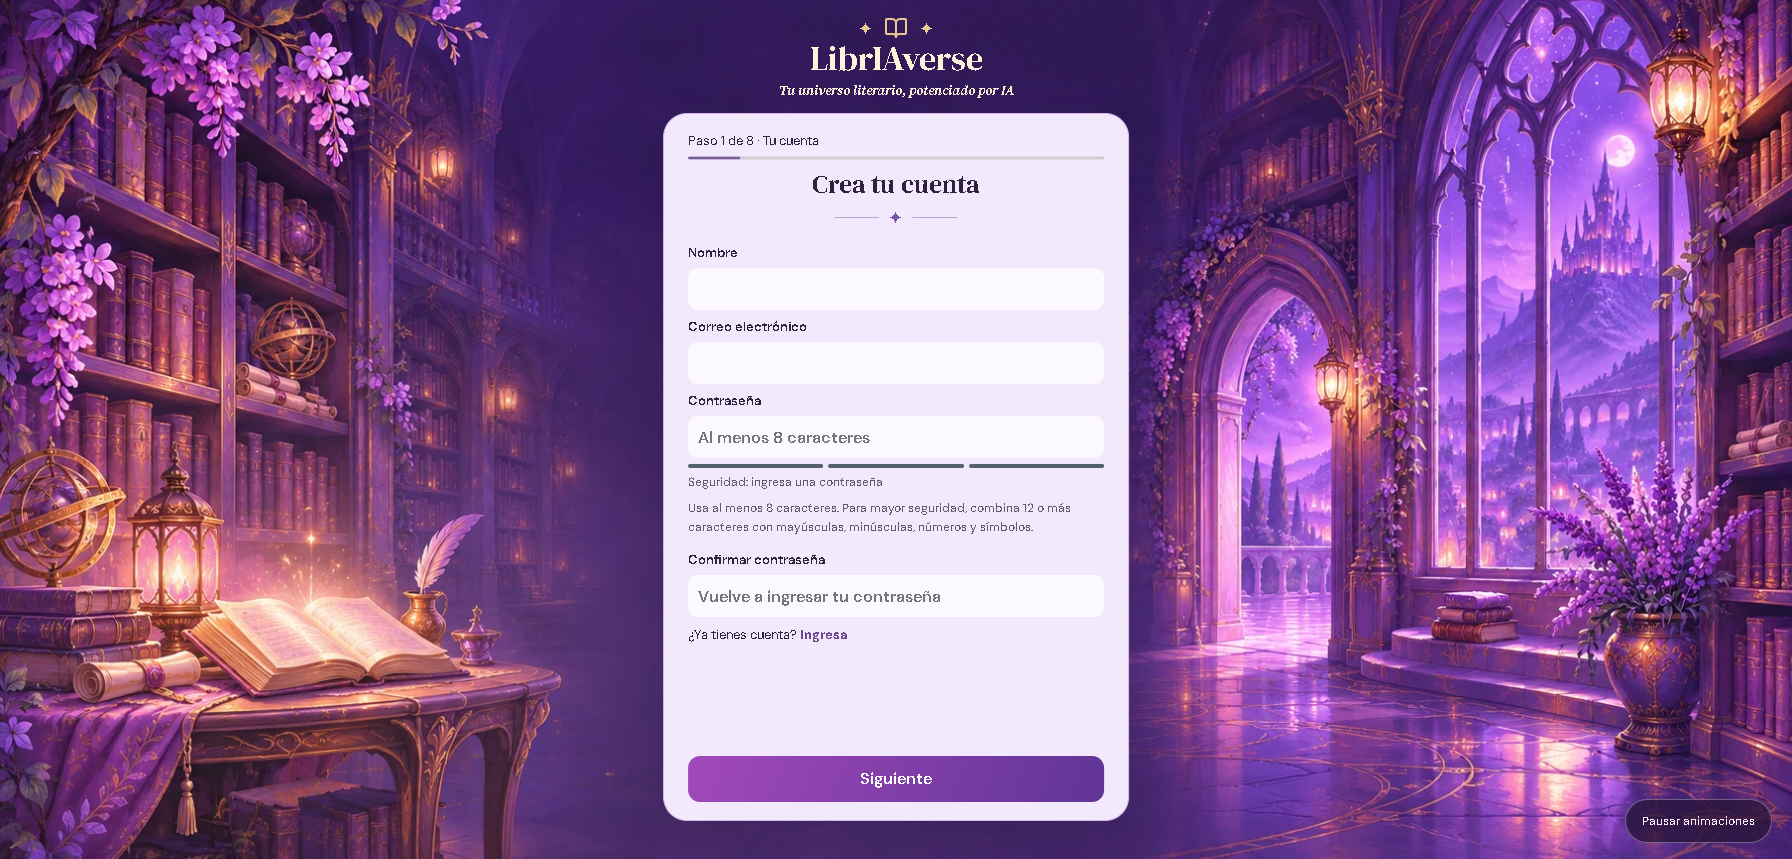 LibrIAverse
Tu universo literario, potenciado por IA
Paso 1 de 8 · Tu cuenta
Crea tu cuenta
Nombre
Correo electrónico
Contraseña
Al menos 8 caracteres
Seguridad: ingresa una contraseña
Usa al menos 8 caracteres. Para mayor seguridad, combina 12 o más
caracteres con mayúsculas, minúsculas, números y símbolos.
Confirmar contraseña
Vuelve a ingresar tu contraseña
¿Ya tienes cuenta? Ingresa
Siguiente
Pausar animaciones